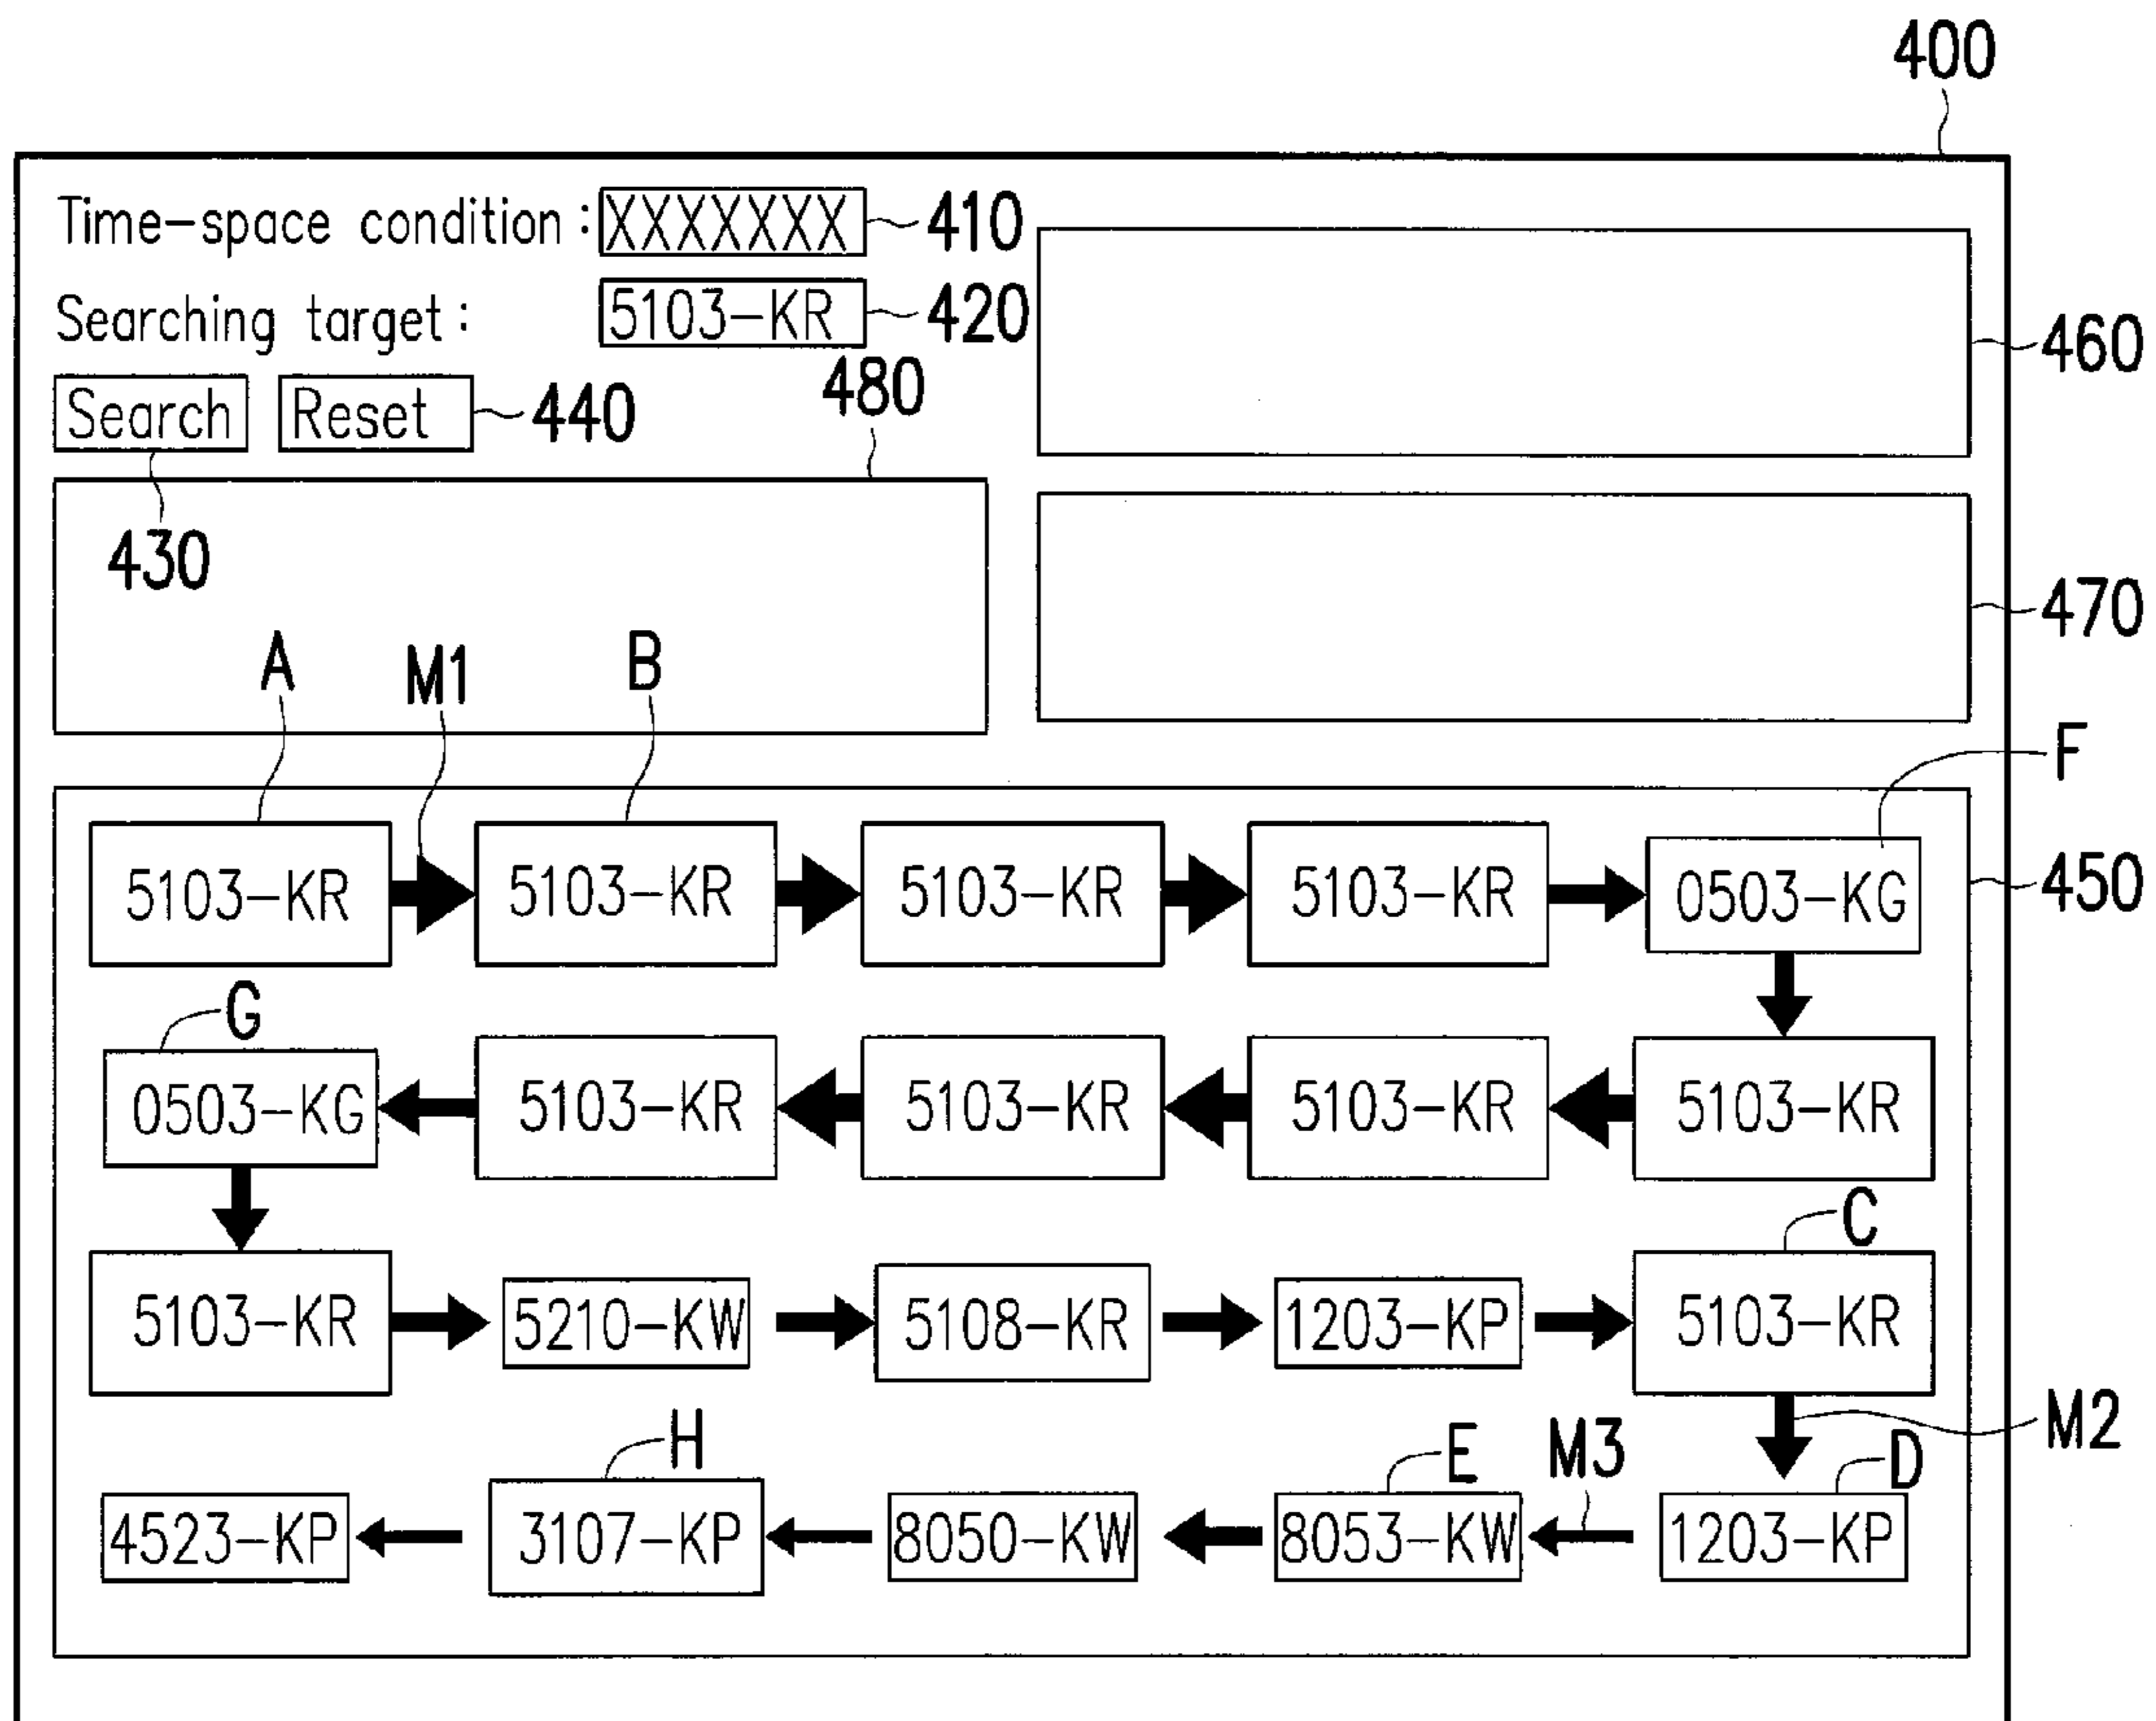 400
Time-space condition : XXXXXXX 410
Searching target : 5103-KR 420
460
Search Reset 440
480
430
470
A M1 B
F
5103-KR 5103-KR 5103-KR 5103-KR 0503-KG
450
G
0503-KG 5103-KR 5103-KR 5103-KR 5103-KR
C
5103-KR 5210-KW 5108-KR 1203-KP 5103-KR
M2
H E M3 D
4523-KP 3107-KP 8050-KW 8053-KW 1203-KP